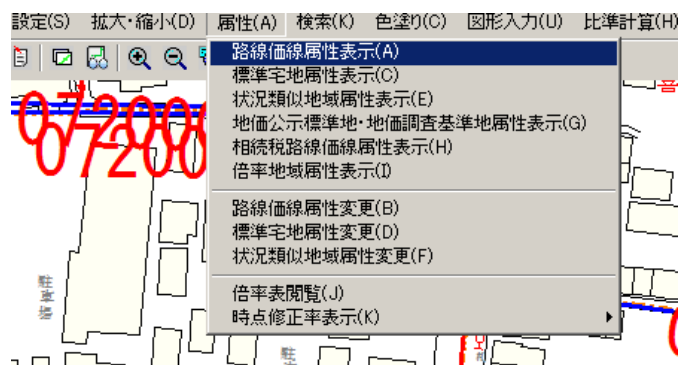 設定(S) 拡大・縮小(D) 属性(A) 検索(K) 色塗り(C) 図形入力(U) 比準計算(H)
路線価線属性表示(A)
標準宅地属性表示(C)
状況類似地域属性表示(E)
地価公示標準地・地価調査基準地属性表示(G)
相続税路線価線属性表示(H)
倍率地域属性表示(I)
路線価線属性変更(B)
標準宅地属性変更(D)
状況類似地域属性変更(F)
倍率表閲覧(J)
時点修正率表示(K)
07200
07200
駐車場
駐